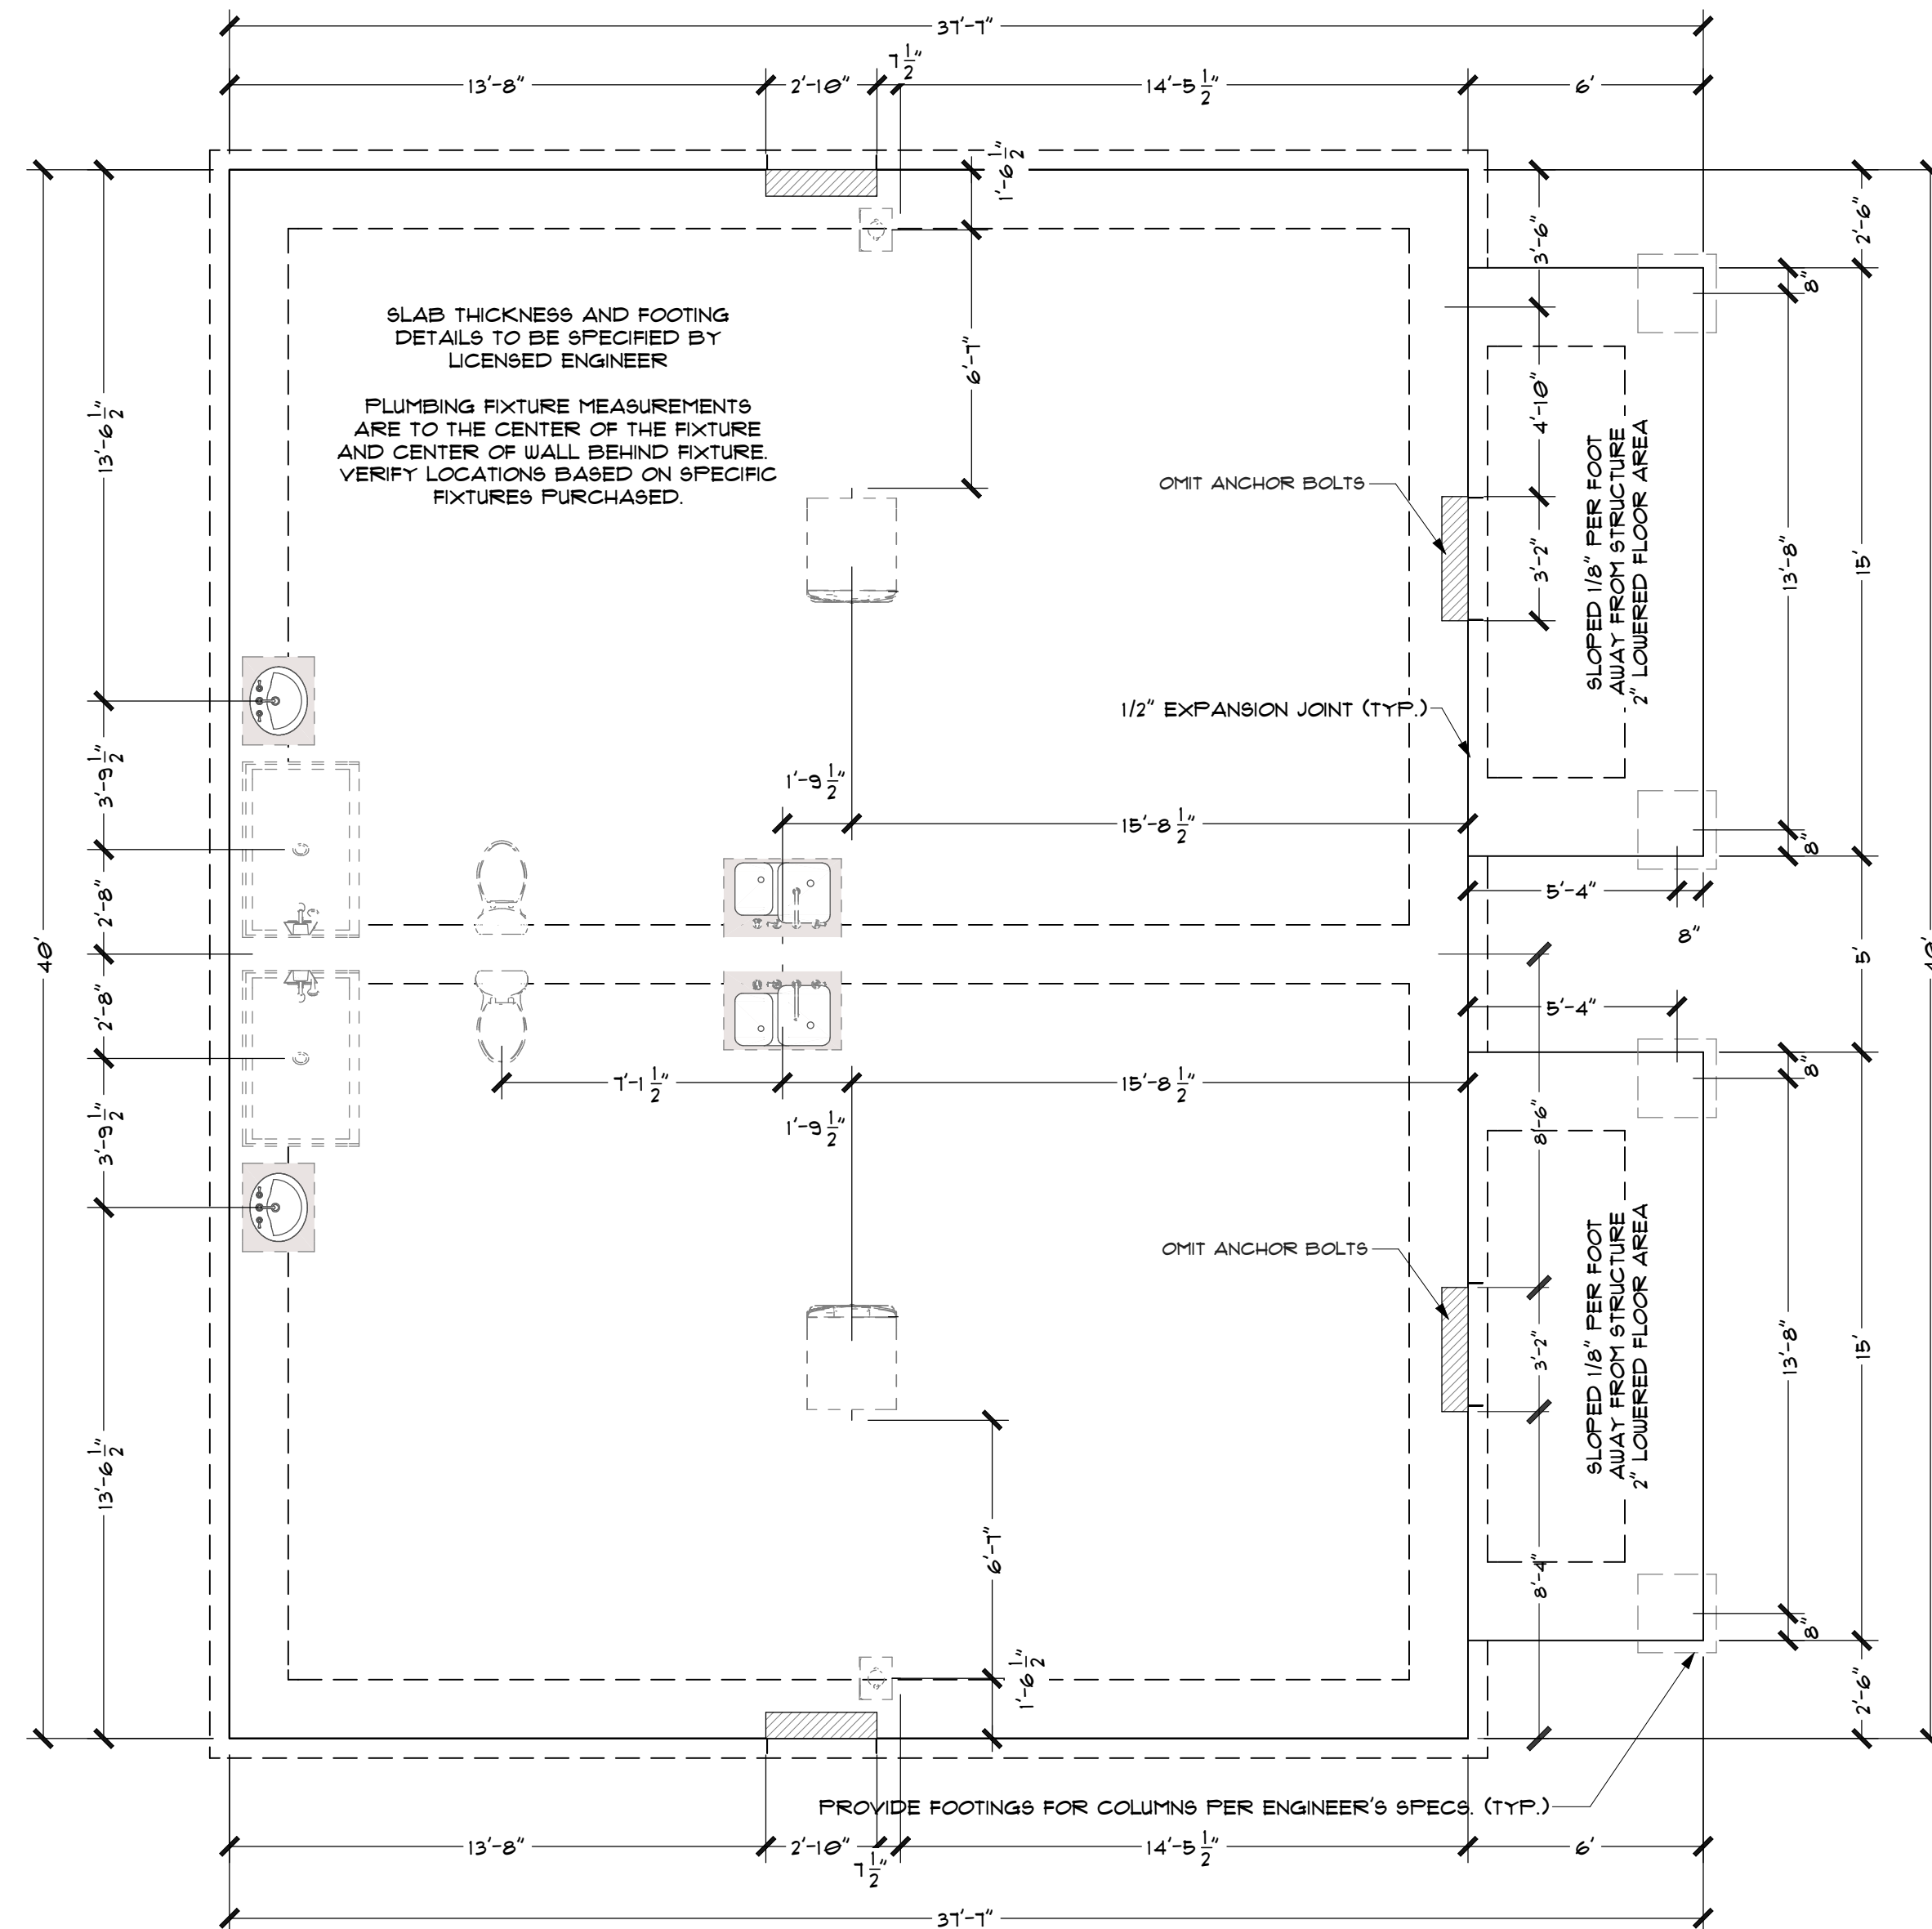 37'-7"
7 1/2"
13'-8"
2'-10"
14'-5 1/2"
6'
1'-6 1/2"
3'-6"
2'-6"
8"
SLAB THICKNESS AND FOOTING
DETAILS TO BE SPECIFIED BY
LICENSED ENGINEER
6'-7"
13'-6 1/2"
4'-10"
PLUMBING FIXTURE MEASUREMENTS
ARE TO THE CENTER OF THE FIXTURE
AND CENTER OF WALL BEHIND FIXTURE.
VERIFY LOCATIONS BASED ON SPECIFIC
FIXTURES PURCHASED.
OMIT ANCHOR BOLTS
3'-2"
SLOPED 1/8" PER FOOT
AWAY FROM STRUCTURE
2" LOWERED FLOOR AREA
13'-8"
15'
1/2" EXPANSION JOINT (TYP.)
3'-9 1/2"
1'-9 1/2"
15'-8 1/2"
8"
2'-8"
5'-4"
8"
40'
5'
40'
2'-8"
5'-4"
8"
7'-1 1/2"
15'-8 1/2"
1'-9 1/2"
3'-9 1/2"
8'-6"
OMIT ANCHOR BOLTS
3'-2"
SLOPED 1/8" PER FOOT
AWAY FROM STRUCTURE
2" LOWERED FLOOR AREA
13'-8"
15'
13'-6 1/2"
6'-7"
8'-4"
8"
1'-6 1/2"
2'-6"
PROVIDE FOOTINGS FOR COLUMNS PER ENGINEER'S SPECS. (TYP.)
13'-8"
2'-10"
7 1/2"
14'-5 1/2"
6'
37'-7"